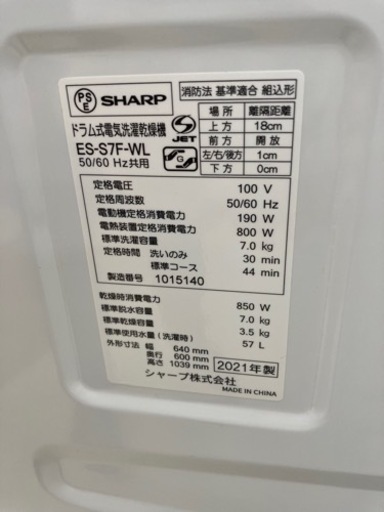 PS E SHARP
ドラム式電気洗濯乾燥機
ES-S7F-WL
50/60 Hz共用
S JET
G
消防法 基準適合 組込形
場所 離隔距離
上方 18cm
前方 開放
左/右/後方 1cm
下方 0cm
定格電圧 100 V
定格周波数 50/60 Hz
電動機定格消費電力 190 W
電熱装置定格消費電力 800 W
標準洗濯容量 7.0 kg
定格時間 洗いのみ 30 min
標準コース 44 min
製造番号 1015140
乾燥時消費電力 850 W
標準脱水容量 7.0 kg
標準乾燥容量 3.5 kg
標準使用水量（洗濯時） 57 L
外形寸法 幅 640 mm
奥行 600 mm
高さ 1039 mm
2021年製
シャープ株式会社
MADE IN CHINA